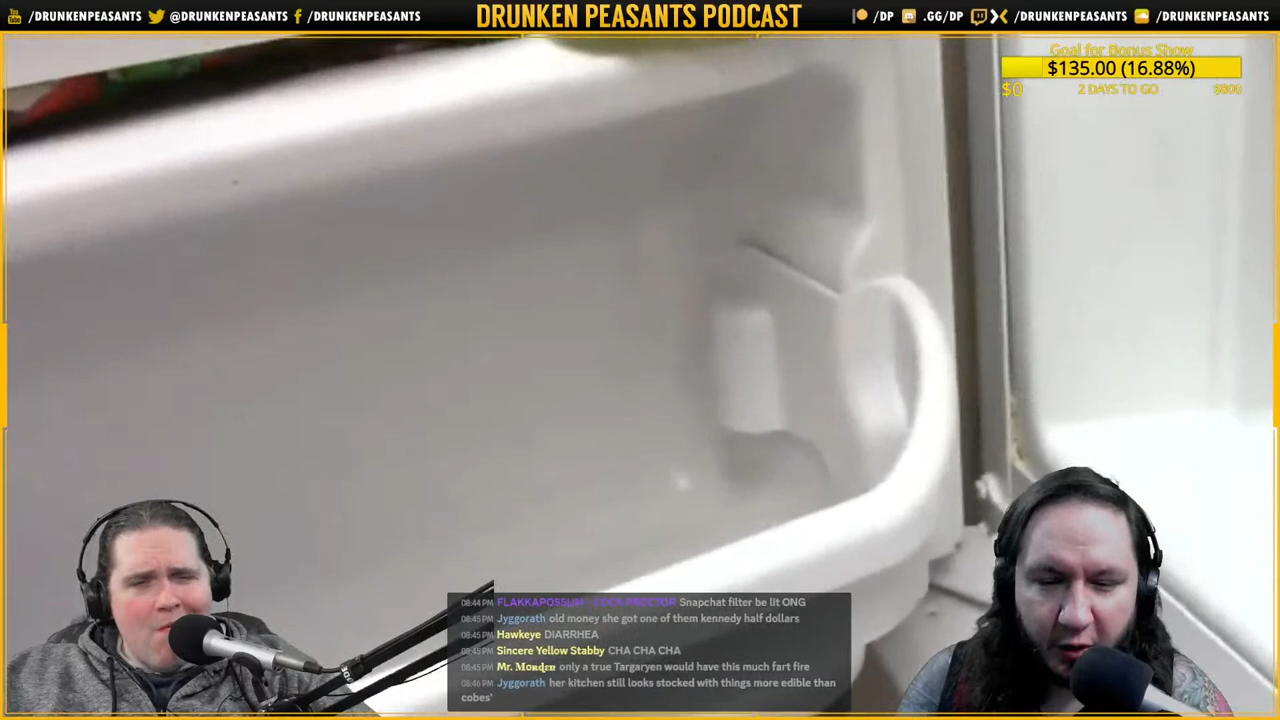 You Tube /DRUNKENPEASANTS @DRUNKENPEASANTS /DRUNKENPEASANTS DRUNKEN PEASANTS PODCAST /DP .GG/DP /DRUNKENPEASANTS /DRUNKENPEASANTS
Goal for Bonus Show
$135.00 (16.88%)
$0 2 DAYS TO GO $800
08:44 PM FLAKKAPOSSUM Snapchat filter be lit ONG
08:45 PM Jyggorath old money she got one of them kennedy half dollars
08:45 PM Hawkeye DIARRHEA
08:45 PM Sincere Yellow Stabby CHA CHA CHA
08:45 PM Mr. Monden only a true Targaryen would have this much fart fire
08:46 PM Jyggorath her kitchen still looks stocked with things more edible than
cobes'